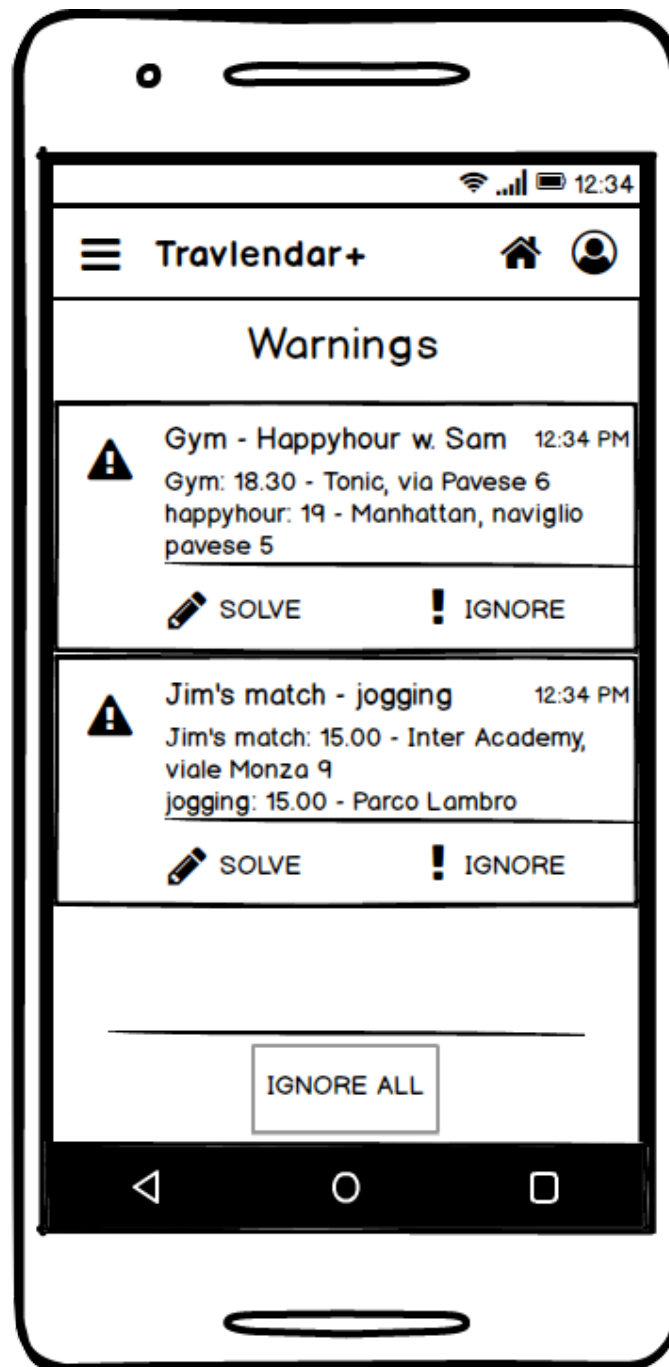 12:34
Travlendar+
Warnings
Gym - Happyhour w. Sam 12:34 PM
Gym: 18.30 - Tonic, via Pavese 6
happyhour: 19 - Manhattan, naviglio
pavese 5
SOLVE IGNORE
Jim's match - jogging 12:34 PM
Jim's match: 15.00 - Inter Academy,
viale Monza 9
jogging: 15.00 - Parco Lambro
SOLVE IGNORE
IGNORE ALL